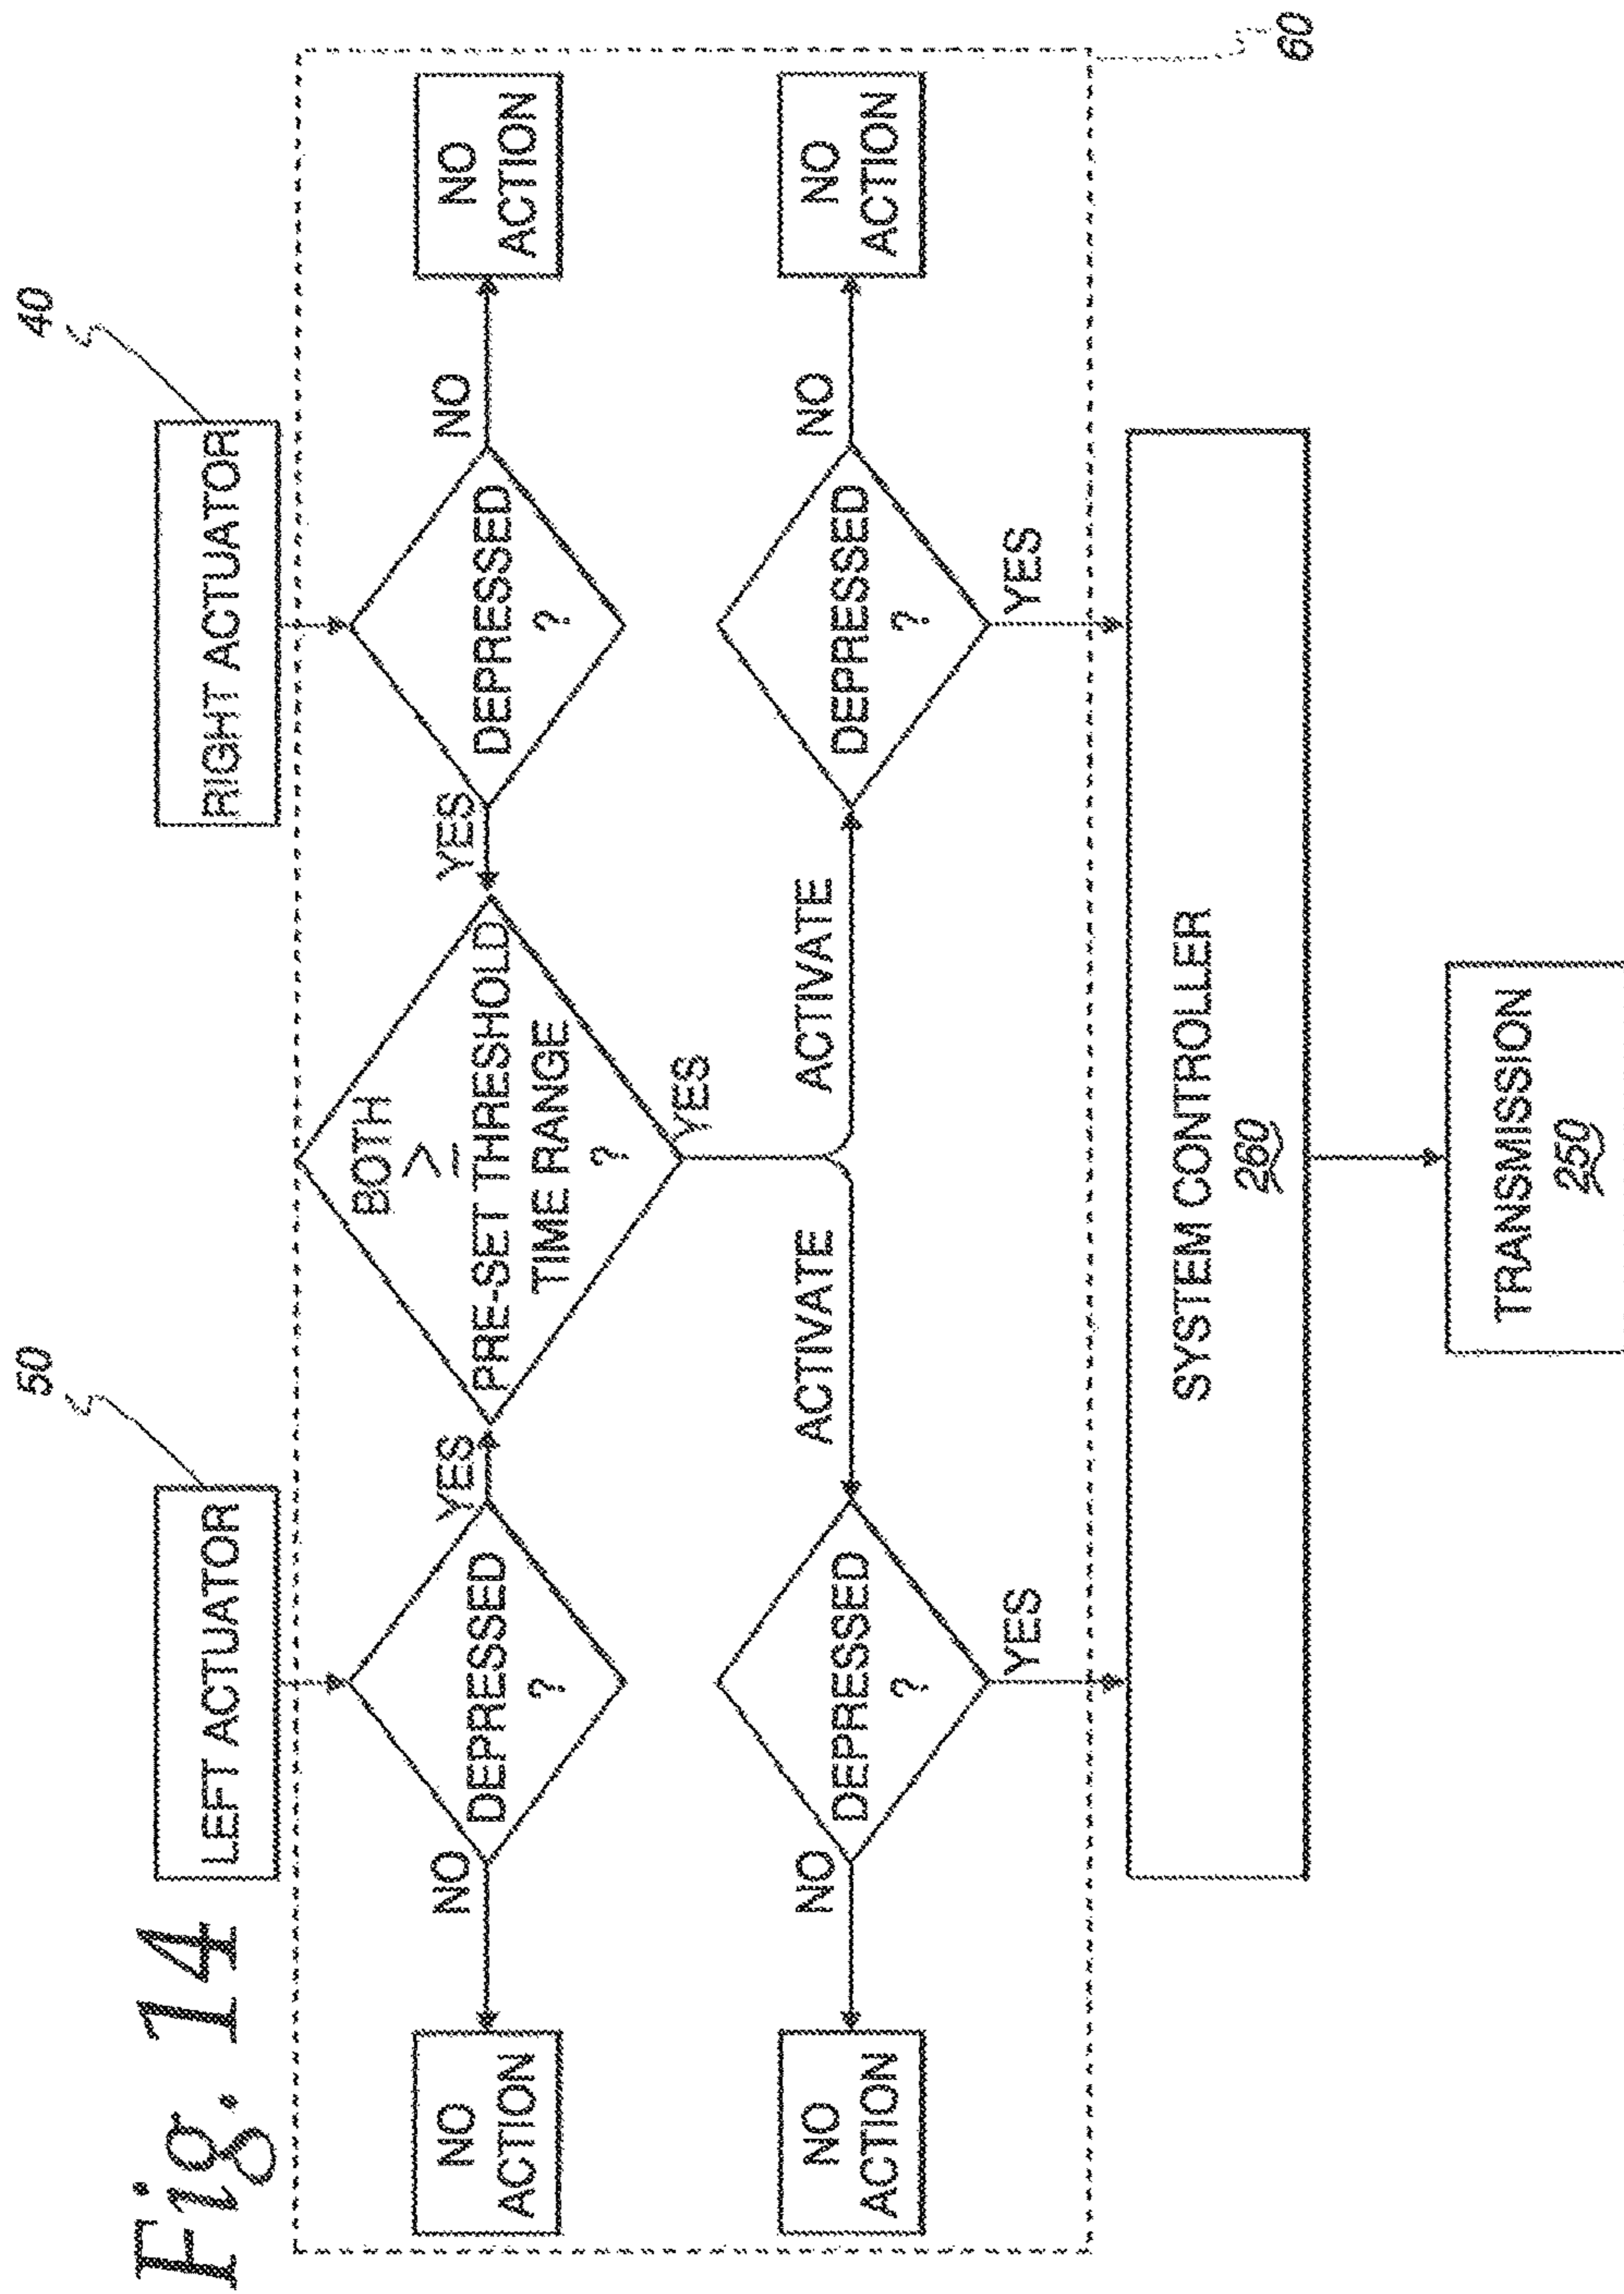 Fig. 14
50
40
LEFT ACTUATOR
RIGHT ACTUATOR
BOTH
≥
PRE-SET THRESHOLD
TIME RANGE
?
NO
ACTION
NO
DEPRESSED
?
YES
YES
DEPRESSED
?
NO
NO
ACTION
YES
NO
ACTION
NO
DEPRESSED
?
ACTIVATE
ACTIVATE
DEPRESSED
?
NO
NO
ACTION
YES
YES
60
SYSTEM CONTROLLER
260
TRANSMISSION
250